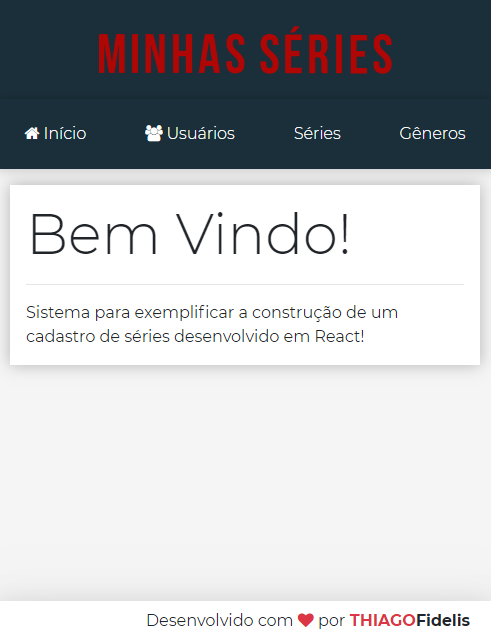 MINHAS SÉRIES
Início Usuários Séries Gêneros
Bem Vindo!
Sistema para exemplificar a construção de um
cadastro de séries desenvolvido em React!
Desenvolvido com por THIAGOFidelis